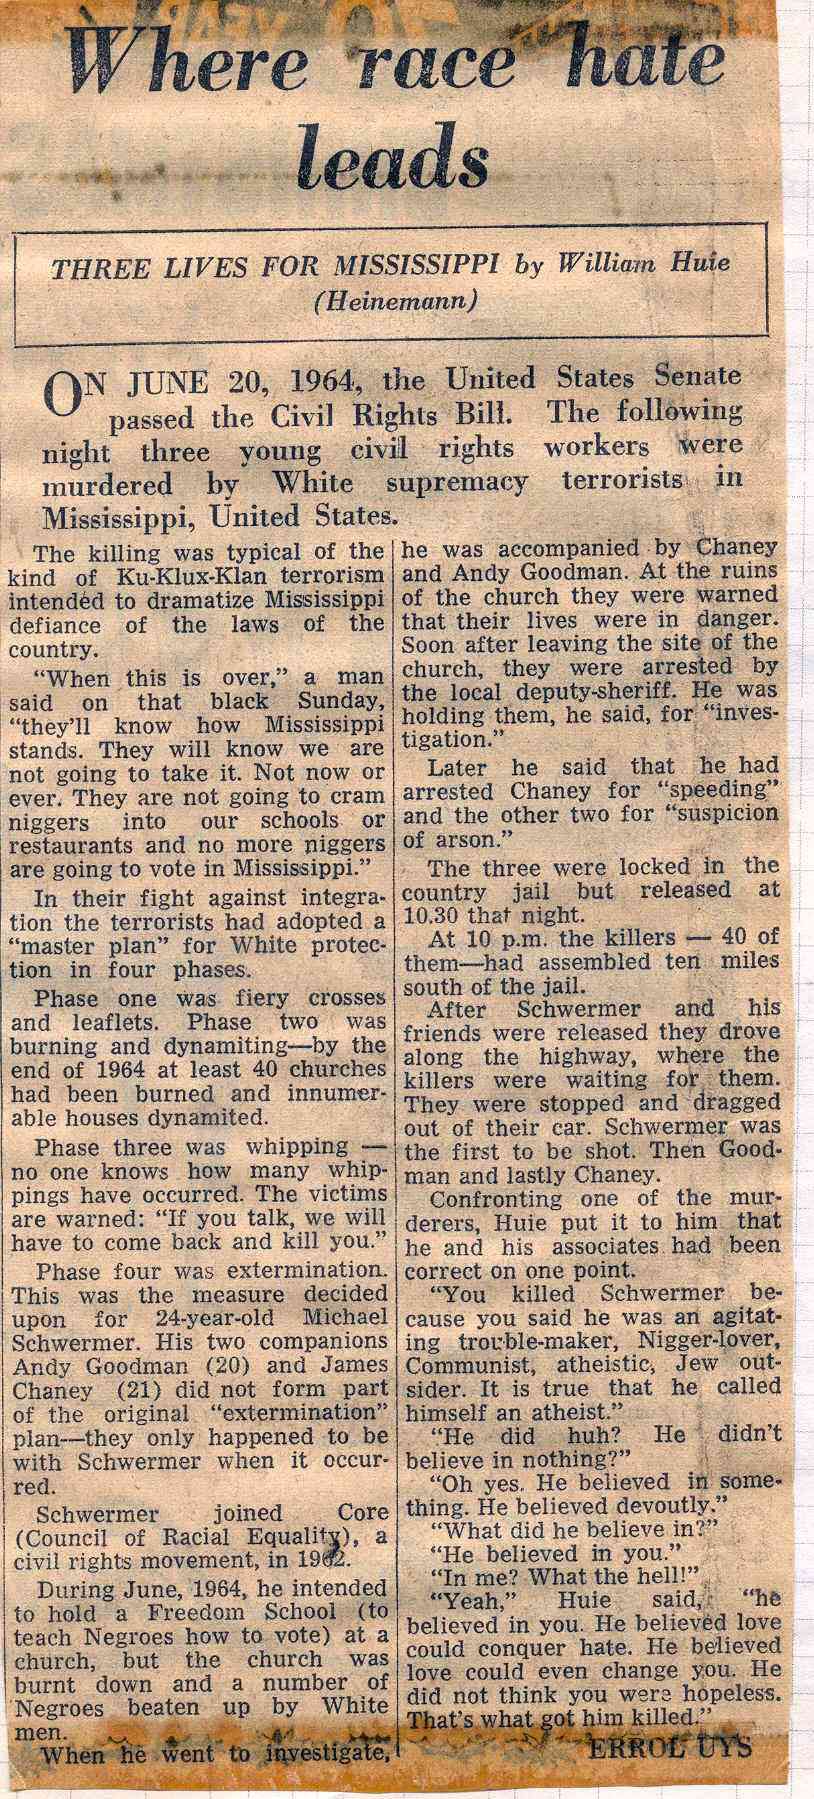 Where race hate
leads
THREE LIVES FOR MISSISSIPPI by William Huie
(Heinemann)
ON JUNE 20, 1964, the United States Senate
passed the Civil Rights Bill. The following
night three young civil rights workers were
murdered by White supremacy terrorists in
Mississippi, United States.
The killing was typical of the
kind of Ku-Klux-Klan terrorism
intended to dramatize Mississippi
defiance of the laws of the
country.
“When this is over,” a man
said on that black Sunday,
“they’ll know how Mississippi
stands. They will know we are
not going to take it. Not now or
ever. They are not going to cram
niggers into our schools or
restaurants and no more niggers
are going to vote in Mississippi.”
In their fight against integra-
tion the terrorists had adopted a
“master plan” for White protec-
tion in four phases.
Phase one was fiery crosses
and leaflets. Phase two was
burning and dynamiting—by the
end of 1964 at least 40 churches
had been burned and innumer-
able houses dynamited.
Phase three was whipping —
no one knows how many whip-
pings have occurred. The victims
are warned: “If you talk, we will
have to come back and kill you.”
Phase four was extermination.
This was the measure decided
upon for 24-year-old Michael
Schwermer. His two companions
Andy Goodman (20) and James
Chaney (21) did not form part
of the original “extermination”
plan—they only happened to be
with Schwermer when it occur-
red.
Schwermer joined Core
(Council of Racial Equality), a
civil rights movement, in 1962.
During June, 1964, he intended
to hold a Freedom School (to
teach Negroes how to vote) at a
church, but the church was
burnt down and a number of
Negroes beaten up by White
men.
When he went to investigate,
he was accompanied by Chaney
and Andy Goodman. At the ruins
of the church they were warned
that their lives were in danger.
Soon after leaving the site of the
church, they were arrested by
the local deputy-sheriff. He was
holding them, he said, for “inves-
tigation.”
Later he said that he had
arrested Chaney for “speeding”
and the other two for “suspicion
of arson.”
The three were locked in the
country jail but released at
10.30 that night.
At 10 p.m. the killers — 40 of
them—had assembled ten miles
south of the jail.
After Schwermer and his
friends were released they drove
along the highway, where the
killers were waiting for them.
They were stopped and dragged
out of their car. Schwermer was
the first to be shot. Then Good-
man and lastly Chaney.
Confronting one of the mur-
derers, Huie put it to him that
he and his associates had been
correct on one point.
“You killed Schwermer be-
cause you said he was an agitat-
ing trouble-maker, Nigger-lover,
Communist, atheistic, Jew out-
sider. It is true that he called
himself an atheist.”
“He did huh? He didn’t
believe in nothing?”
“Oh yes. He believed in some-
thing. He believed devoutly.”
“What did he believe in?”
“He believed in you.”
“In me? What the hell!”
“Yeah,” Huie said, “he
believed in you. He believed love
could conquer hate. He believed
love could even change you. He
did not think you were hopeless.
That’s what got him killed.”
ERROL UYS